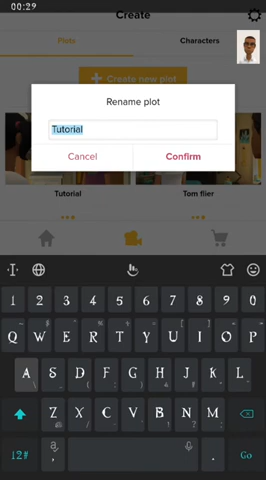 00:29
Create
Plots
Characters
Create new plot
Rename plot
Tutorial
Cancel
Confirm
Tutorial
Tom flier
1 2 3 4 5 6 7 8 9 0
Q W E R T Y U I O P
A S D F G H J K L
Z X C V B N M
12#
,
.
Go